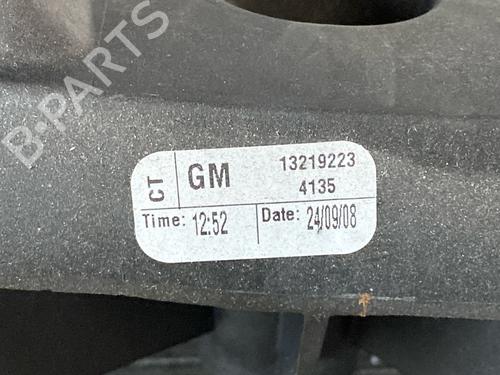 B-PARTS
CT GM 13219223
4135
Time: 12:52 Date: 24/09/08